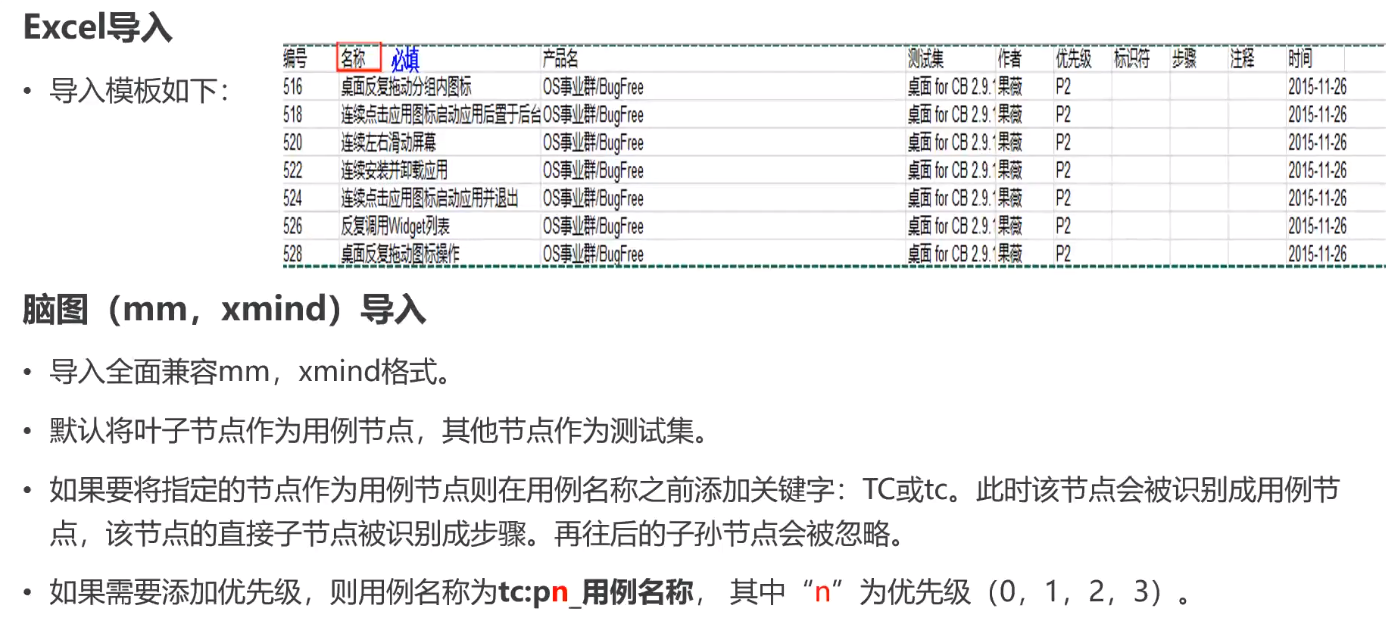 Excel导入
• 导入模板如下：
编号 名称 必填 产品名 测试集 作者 优先级 标识符 步骤 注释 时间
516 桌面反复拖动分组内图标 OS事业群/BugFree 桌面 for CB 2.9.1 果薇 P2 2015-11-26
518 连续点击应用图标启动应用后置于后台 OS事业群/BugFree 桌面 for CB 2.9.1 果薇 P2 2015-11-26
520 连续左右滑动屏幕 OS事业群/BugFree 桌面 for CB 2.9.1 果薇 P2 2015-11-26
522 连续安装并卸载应用 OS事业群/BugFree 桌面 for CB 2.9.1 果薇 P2 2015-11-26
524 连续点击应用图标启动应用并退出 OS事业群/BugFree 桌面 for CB 2.9.1 果薇 P2 2015-11-26
526 反复调用Widget列表 OS事业群/BugFree 桌面 for CB 2.9.1 果薇 P2 2015-11-26
528 桌面反复拖动图标操作 OS事业群/BugFree 桌面 for CB 2.9.1 果薇 P2 2015-11-26
脑图（mm，xmind）导入
• 导入全面兼容mm，xmind格式。
• 默认将叶子节点作为用例节点，其他节点作为测试集。
• 如果要将指定的节点作为用例节点则在用例名称之前添加关键字：TC或tc。此时该节点会被识别成用例节
点，该节点的直接子节点被识别成步骤。再往后的子孙节点会被忽略。
• 如果需要添加优先级，则用例名称为tc:pn_用例名称， 其中“n”为优先级（0，1，2，3）。